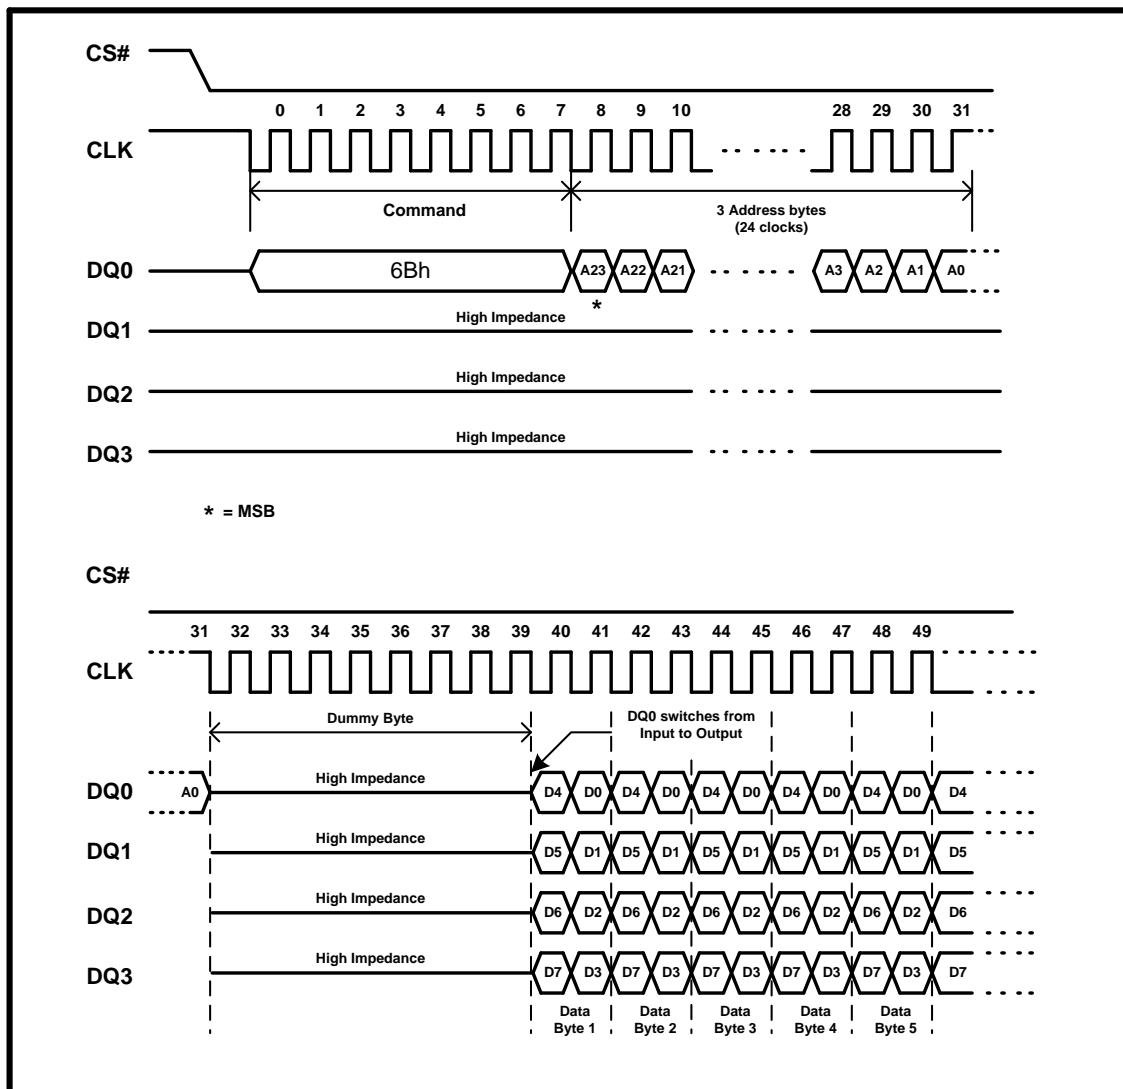 CS#
0 1 2 3 4 5 6 7 8 9 10 28 29 30 31
CLK
Command
3 Address bytes
(24 clocks)
DQ0 6Bh A23 A22 A21 A3 A2 A1 A0
*
High Impedance
DQ1
High Impedance
DQ2
High Impedance
DQ3
* = MSB
CS#
31 32 33 34 35 36 37 38 39 40 41 42 43 44 45 46 47 48 49
CLK
Dummy Byte
DQ0 switches from
Input to Output
DQ0 A0 High Impedance D4 D0 D4 D0 D4 D0 D4 D0 D4 D0 D4
DQ1 High Impedance D5 D1 D5 D1 D5 D1 D5 D1 D5 D1 D5
DQ2 High Impedance D6 D2 D6 D2 D6 D2 D6 D2 D6 D2 D6
DQ3 High Impedance D7 D3 D7 D3 D7 D3 D7 D3 D7 D3 D7
Data Data Data Data Data
Byte 1 Byte 2 Byte 3 Byte 4 Byte 5